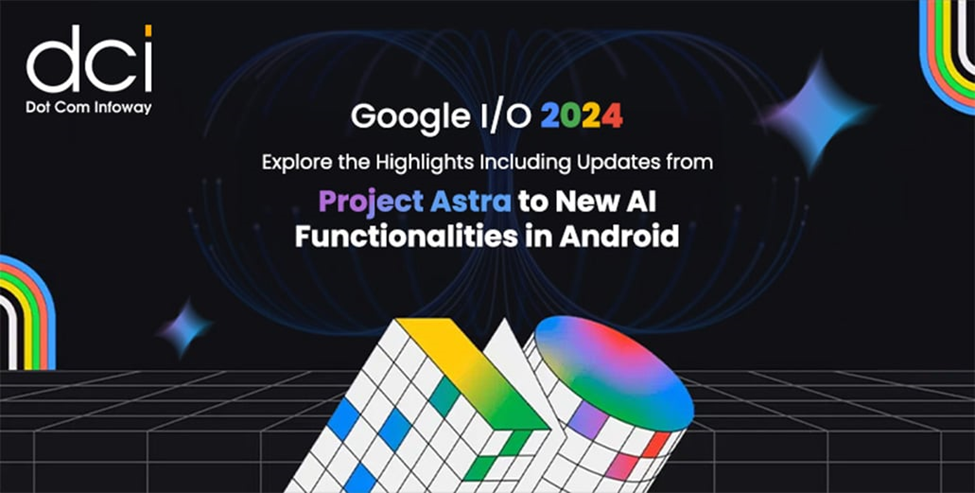 dci
Dot Com Infoway
Google I/O 2024
Explore the Highlights Including Updates from
Project Astra to New AI
Functionalities in Android